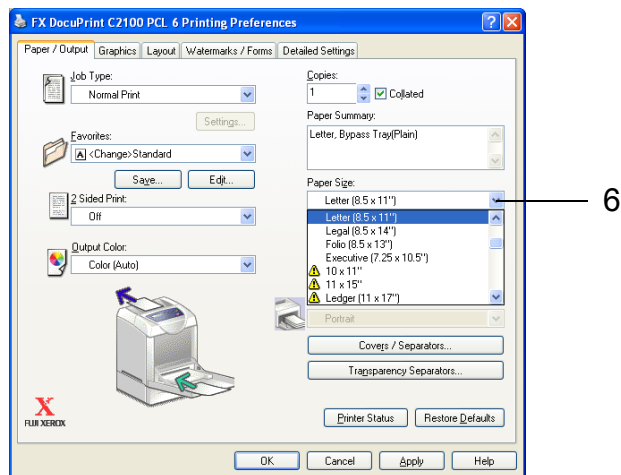 FX DocuPrint C2100 PCL 6 Printing Preferences
Paper / Output Graphics Layout Watermarks / Forms Detailed Settings
Job Type:
Normal Print
Settings...
Favorites:
A <Change>Standard
Save... Edit...
2 Sided Print:
Off
Output Color:
Color (Auto)
Copies:
1 Collated
Paper Summary:
Letter, Bypass Tray(Plain)
Paper Size:
Letter (8.5 x 11") 6
Letter (8.5 x 11")
Legal (8.5 x 14")
Folio (8.5 x 13")
Executive (7.25 x 10.5")
10 x 11"
11 x 15"
Ledger (11 x 17")
Portrait
Covers / Separators...
Transparency Separators...
X
FUJI XEROX
Printer Status Restore Defaults
OK Cancel Apply Help